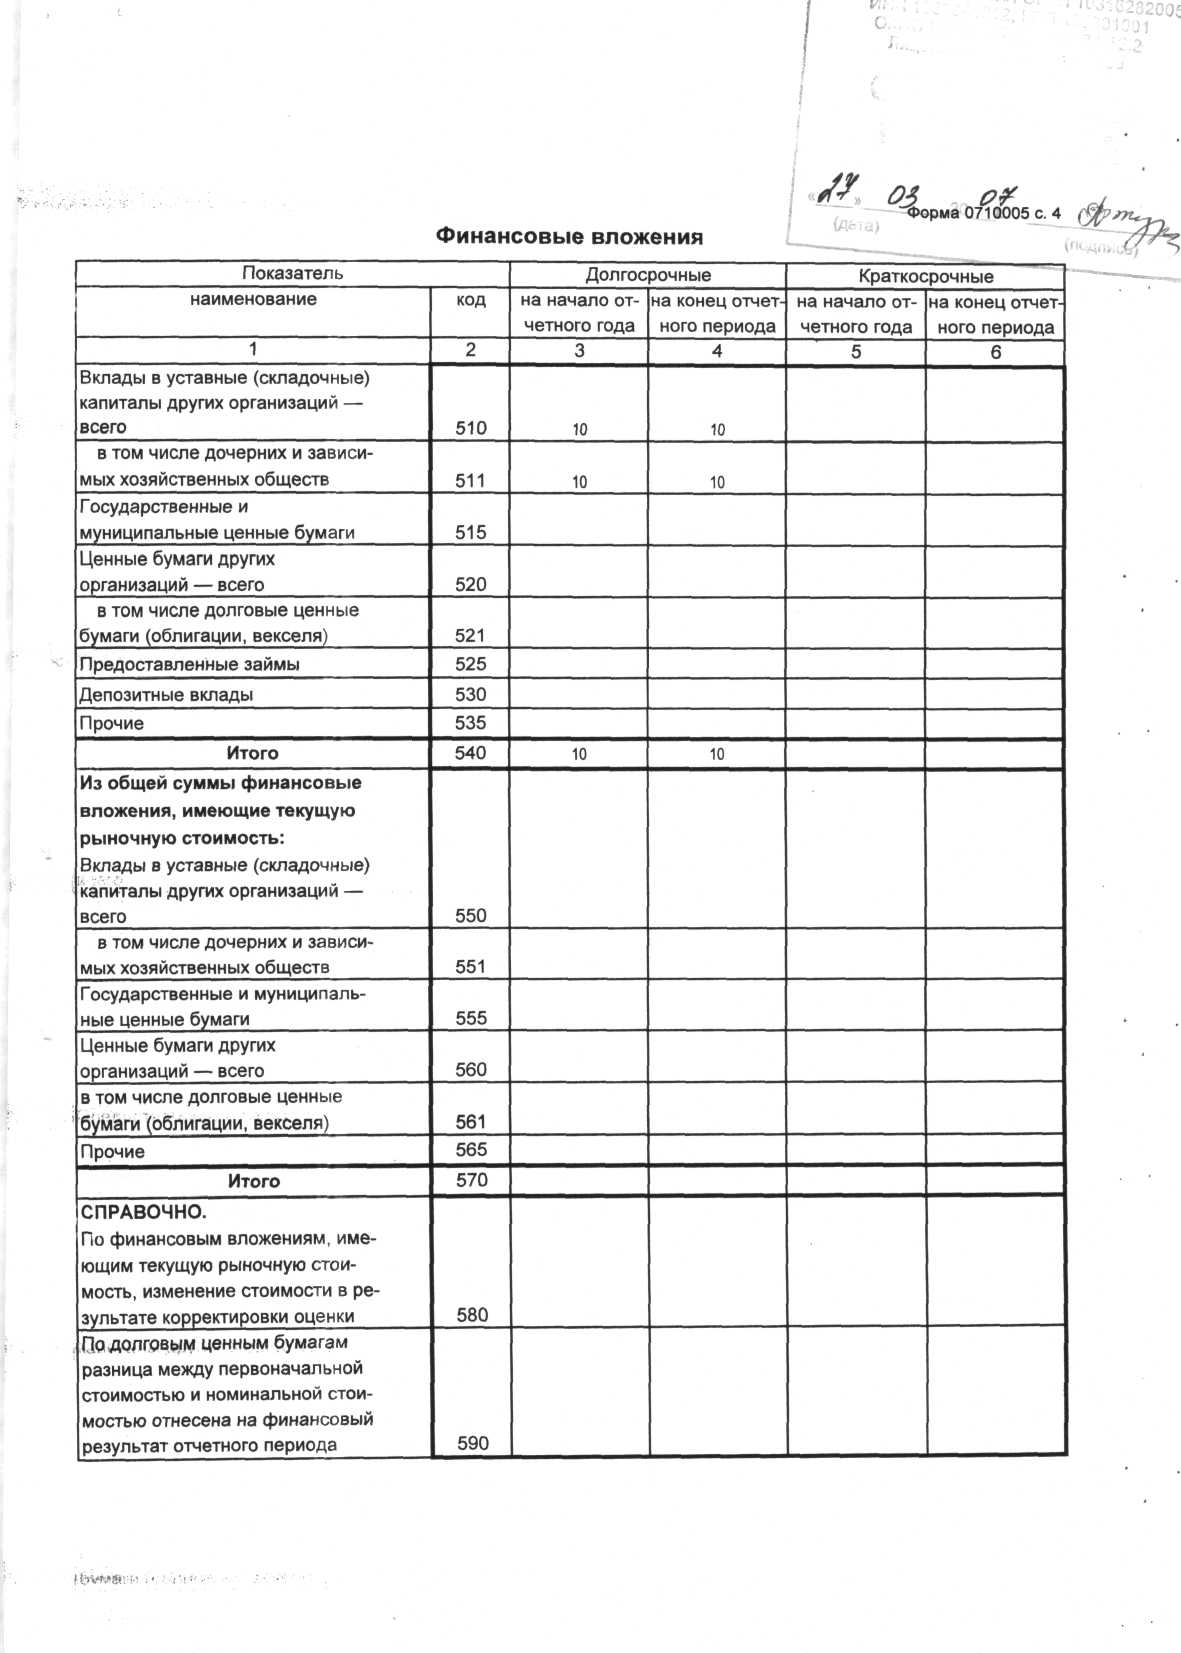 27 03 07
(дата)
Форма 0710005 с. 4
(подпись)
Финансовые вложения
Показатель Долгосрочные Краткосрочные
наименование код на начало от- на конец отчет- на начало от- на конец отчет-
четного года ного периода четного года ного периода
1 2 3 4 5 6
Вклады в уставные (складочные)
капиталы других организаций —
всего 510 10 10
в том числе дочерних и зависи-
мых хозяйственных обществ 511 10 10
Государственные и
муниципальные ценные бумаги 515
Ценные бумаги других
организаций — всего 520
в том числе долговые ценные
бумаги (облигации, векселя) 521
Предоставленные займы 525
Депозитные вклады 530
Прочие 535
Итого 540 10 10
Из общей суммы финансовые
вложения, имеющие текущую
рыночную стоимость:
Вклады в уставные (складочные)
капиталы других организаций —
всего 550
в том числе дочерних и зависи-
мых хозяйственных обществ 551
Государственные и муниципаль-
ные ценные бумаги 555
Ценные бумаги других
организаций — всего 560
в том числе долговые ценные
бумаги (облигации, векселя) 561
Прочие 565
Итого 570
СПРАВОЧНО.
По финансовым вложениям, име-
ющим текущую рыночную стои-
мость, изменение стоимости в ре-
зультате корректировки оценки 580
По долговым ценным бумагам
разница между первоначальной
стоимостью и номинальной стои-
мостью отнесена на финансовый
результат отчетного периода 590